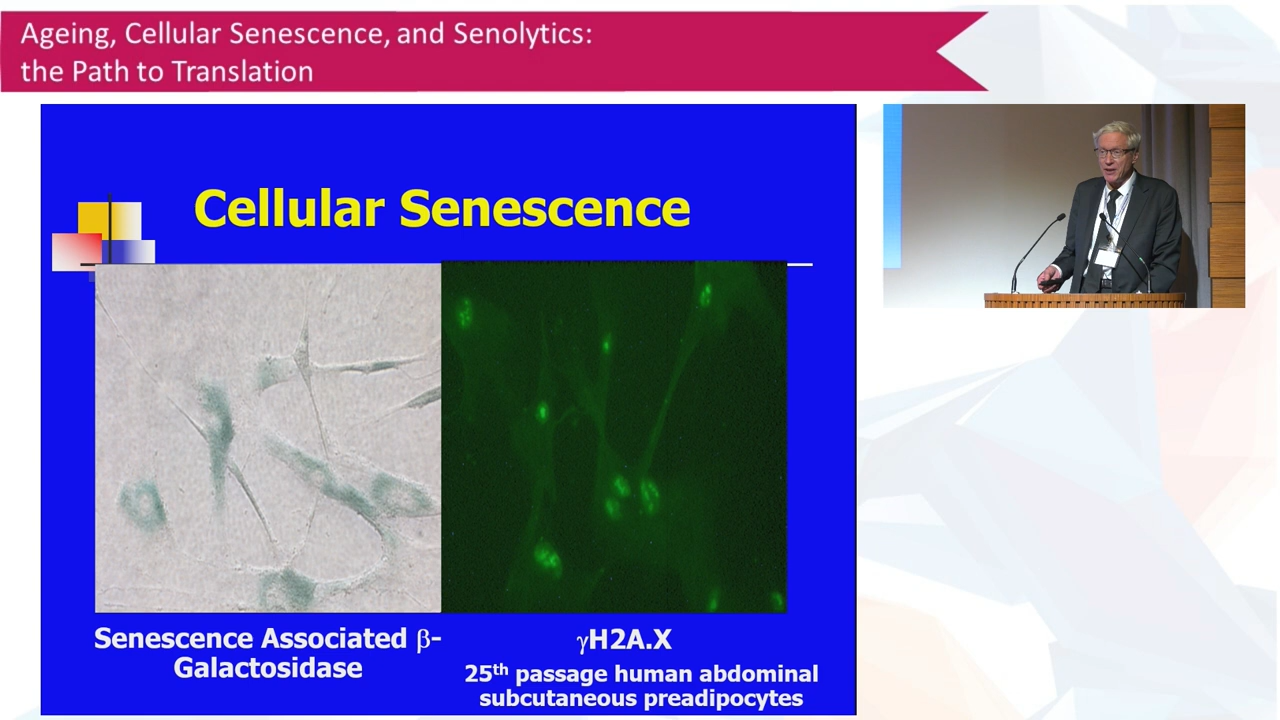 Ageing, Cellular Senescence, and Senolytics:
the Path to Translation
Cellular Senescence
Senescence Associated β-
Galactosidase
γH2A.X
25th passage human abdominal
subcutaneous preadipocytes